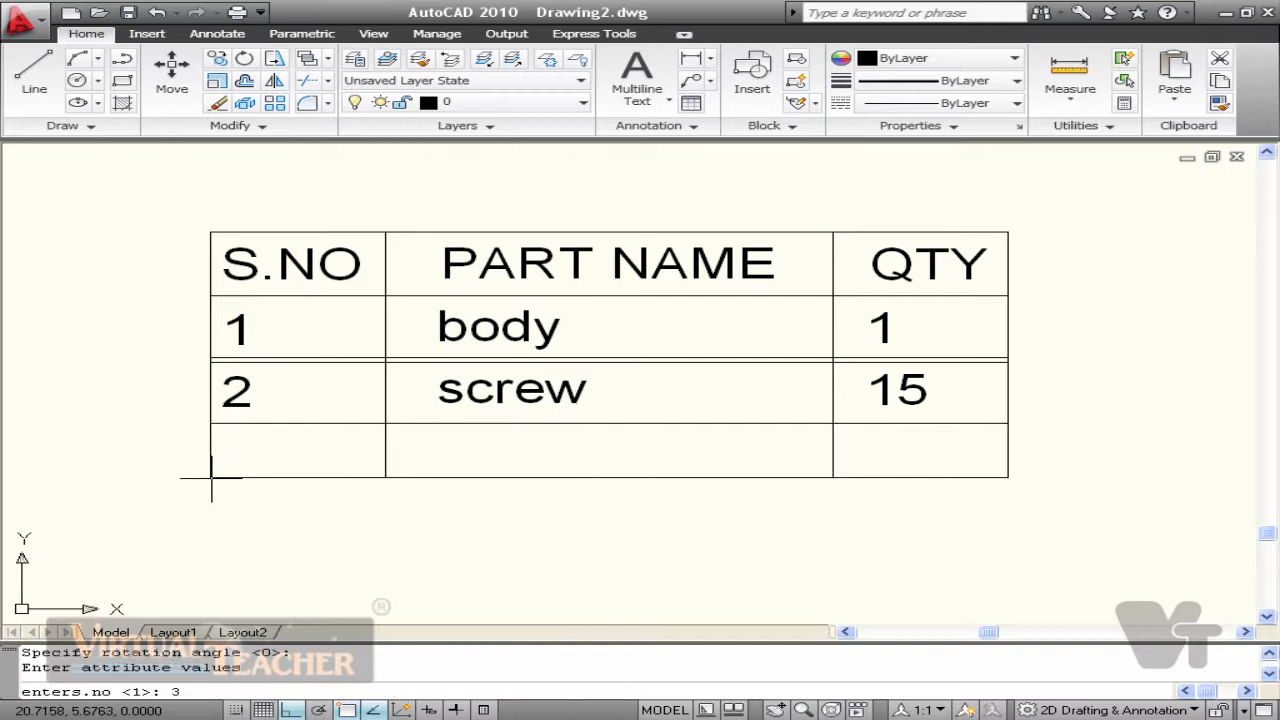 AutoCAD 2010 Drawing2.dwg
Type a keyword or phrase
Home Insert Annotate Parametric View Manage Output Express Tools
Line
Move
Unsaved Layer State
0
Multiline
Text
Insert
ByLayer
ByLayer
ByLayer
Measure
Paste
Draw Modify Layers Annotation Block Properties Utilities Clipboard
S.NO PART NAME QTY
1 body 1
2 screw 15
Y
X
®
Model Layout1 Layout2
TEACHER
VT
Specify rotation angle <0>:
Enter attribute values
enters.no <1>: 3
20.7158, 5.6763, 0.0000
MODEL
1:1
2D Drafting & Annotation